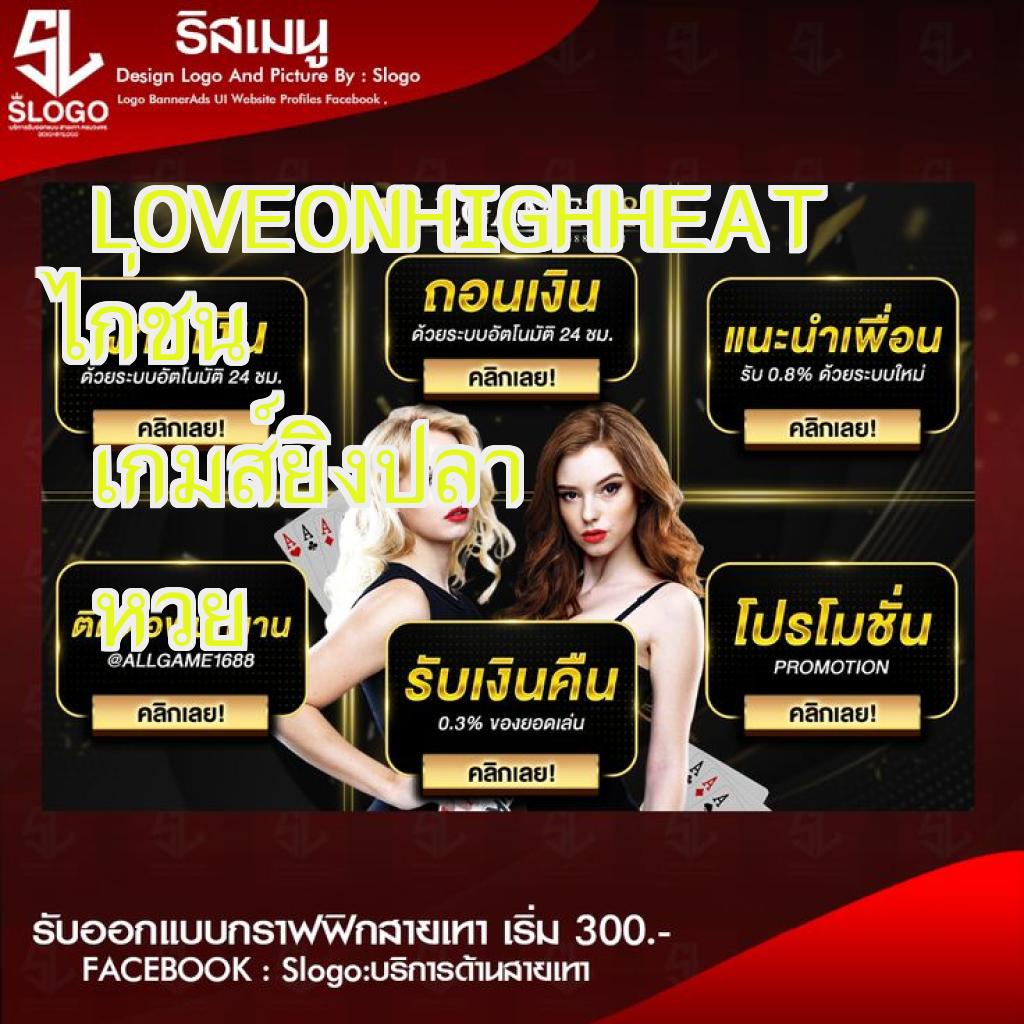 SL
SLOGO
ริสเมนู
Design Logo And Picture By : Slogo
Logo BannerAds UI Website Profiles Facebook .
LOVEONHIGHHEAT
ไก่ชน
ด้วยระบบอัตโนมัติ 24 ชม.
คลิกเลย!
ถอนเงิน
ด้วยระบบอัตโนมัติ 24 ชม.
คลิกเลย!
แนะนำเพื่อน
รับ 0.8% ด้วยระบบใหม่
คลิกเลย!
เกมส์ยิงปลา
หวย
@ALLGAME1688
คลิกเลย!
รับเงินคืน
0.3% ของยอดเล่น
คลิกเลย!
โปรโมชั่น
PROMOTION
คลิกเลย!
รับออกแบบกราฟฟิกสายเทา เริ่ม 300.-
FACEBOOK : Slogo:บริการด้านสายเทา